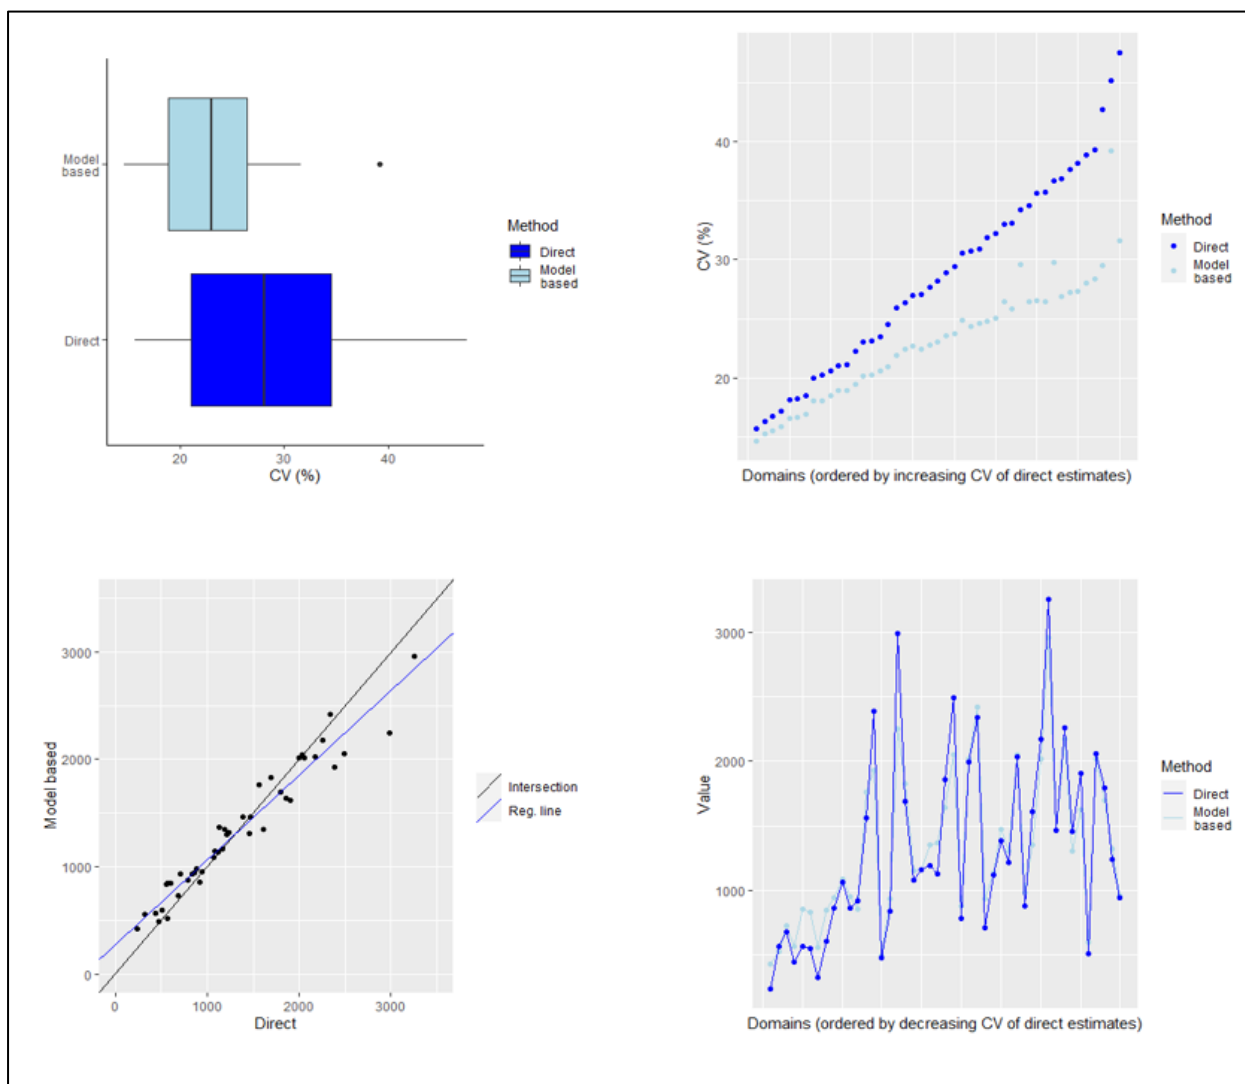 Model
based
Direct
20
30
40
CV (%)
Method
Direct
Model
based
CV (%)
40
30
20
Domains (ordered by increasing CV of direct estimates)
Method
Direct
Model
based
Model based
3000
2000
1000
0
0
1000
2000
3000
Direct
Intersection
Reg. line
Value
3000
2000
1000
Domains (ordered by decreasing CV of direct estimates)
Method
Direct
Model
based